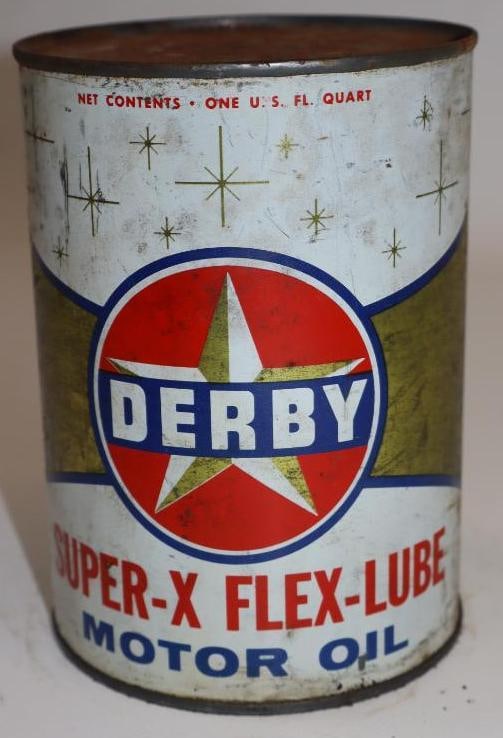 NET CONTENTS • ONE U.S. FL. QUART
DERBY
SUPER-X FLEX-LUBE
MOTOR OIL